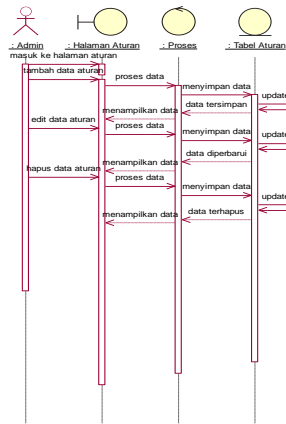 : Admin
: Halaman Aturan
: Proses
: Tabel Aturan
masuk ke halaman aturan
tambah data aturan
proses data
menyimpan data
update
data tersimpan
menampilkan data
edit data aturan
proses data
menyimpan data
update
data diperbarui
menampilkan data
hapus data aturan
proses data
menyimpan data
update
data terhapus
menampilkan data